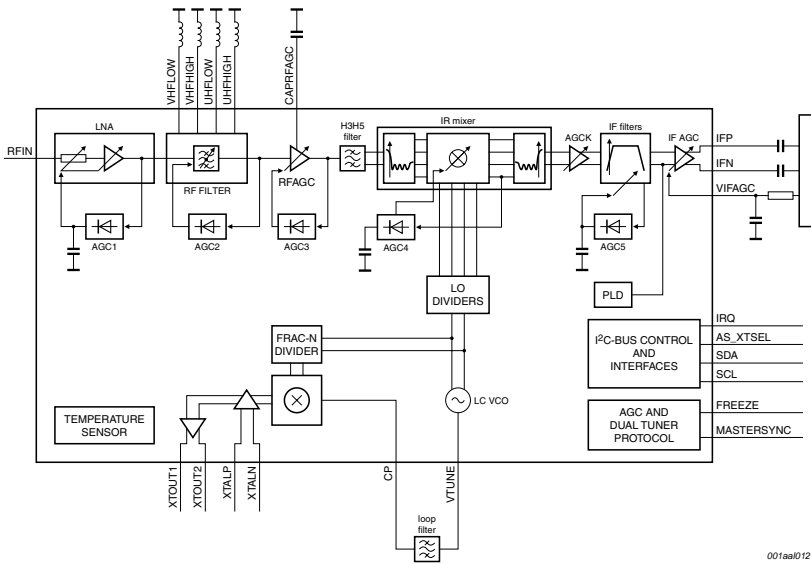 VHFLOW
VHFHIGH
UHFLOW
UHFHIGH
CAPRFAGC
LNA
H3H5
filter
IR mixer
AGCK
IF filters
IF AGC
IFP
RFIN
IFN
RFAGC
RF FILTER
VIFAGC
AGC1
AGC2
AGC3
AGC4
AGC5
LO
DIVIDERS
PLD
IRQ
FRAC-N
DIVIDER
I2C-BUS CONTROL
AND
INTERFACES
AS_XTSEL
SDA
SCL
LC VCO
TEMPERATURE
SENSOR
AGC AND
DUAL TUNER
PROTOCOL
FREEZE
MASTERSYNC
XTOUT1
XTOUT2
XTALP
XTALN
CP
VTUNE
loop
filter
001aal012